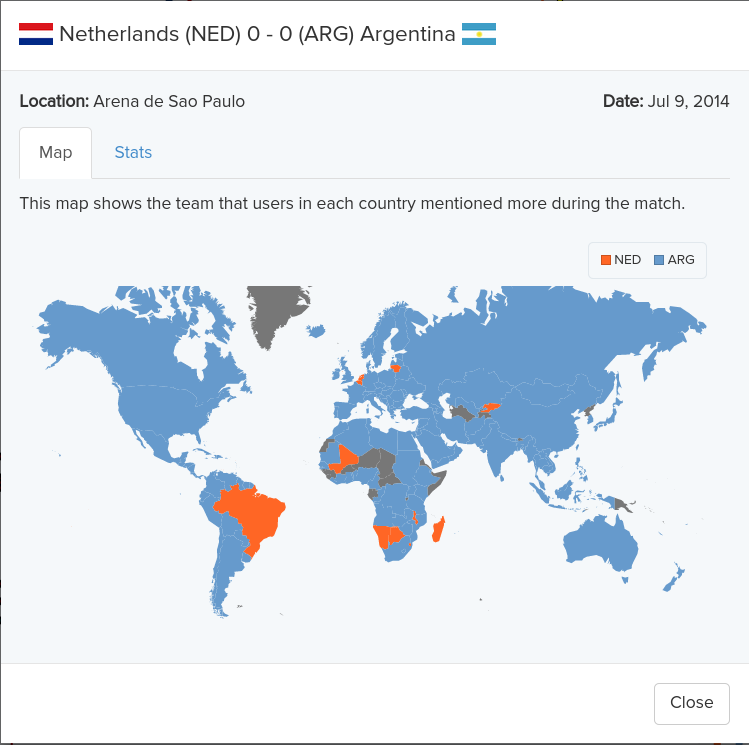 Netherlands (NED) 0 - 0 (ARG) Argentina
Location: Arena de Sao Paulo Date: Jul 9, 2014
Map Stats
This map shows the team that users in each country mentioned more during the match.
NED ARG
Close